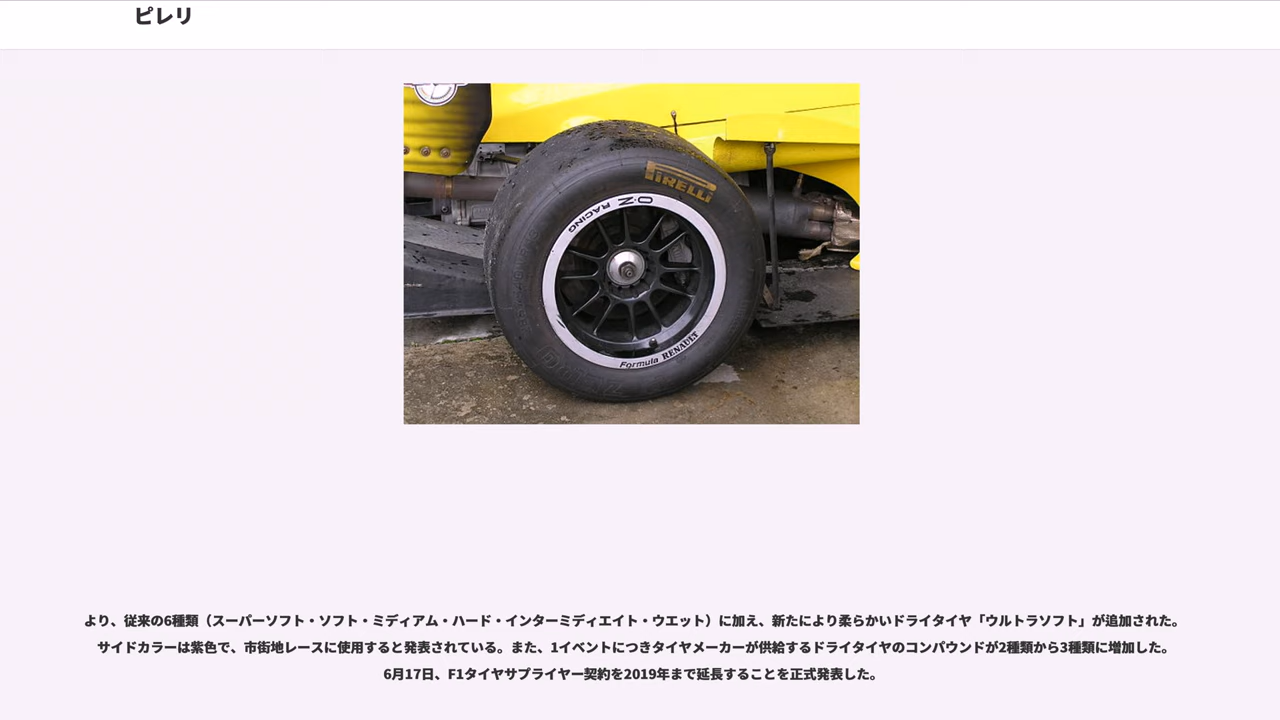 ピレリ
PIRELLI
O·Z RACING
Formula RENAULT
より、従来の6種類（スーパーソフト・ソフト・ミディアム・ハード・インターミディエイト・ウエット）に加え、新たにより柔らかいドライタイヤ「ウルトラソフト」が追加された。
サイドカラーは紫色で、市街地レースに使用すると発表されている。また、1イベントにつきタイヤメーカーが供給するドライタイヤのコンパウンドが2種類から3種類に増加した。
6月17日、F1タイヤサプライヤー契約を2019年まで延長することを正式発表した。